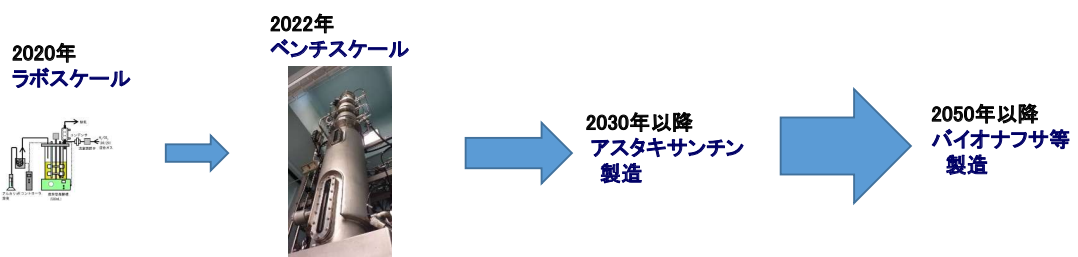 2020年
ラボスケール
2022年
ベンチスケール
2030年以降
アスタキサンチン
製造
2050年以降
バイオナフサ等
製造